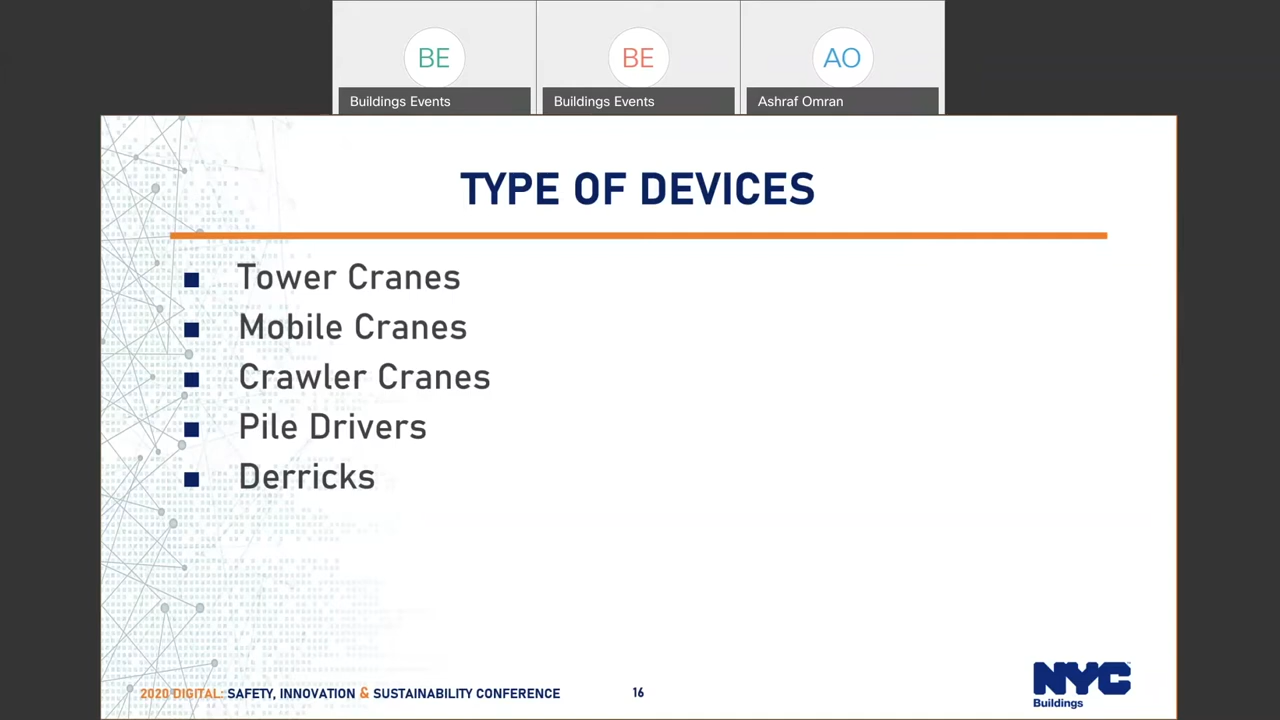 BE
BE
AO
Buildings Events
Buildings Events
Ashraf Omran
TYPE OF DEVICES
Tower Cranes
Mobile Cranes
Crawler Cranes
Pile Drivers
Derricks
2020 DIGITAL: SAFETY, INNOVATION & SUSTAINABILITY CONFERENCE
16
NYC
Buildings